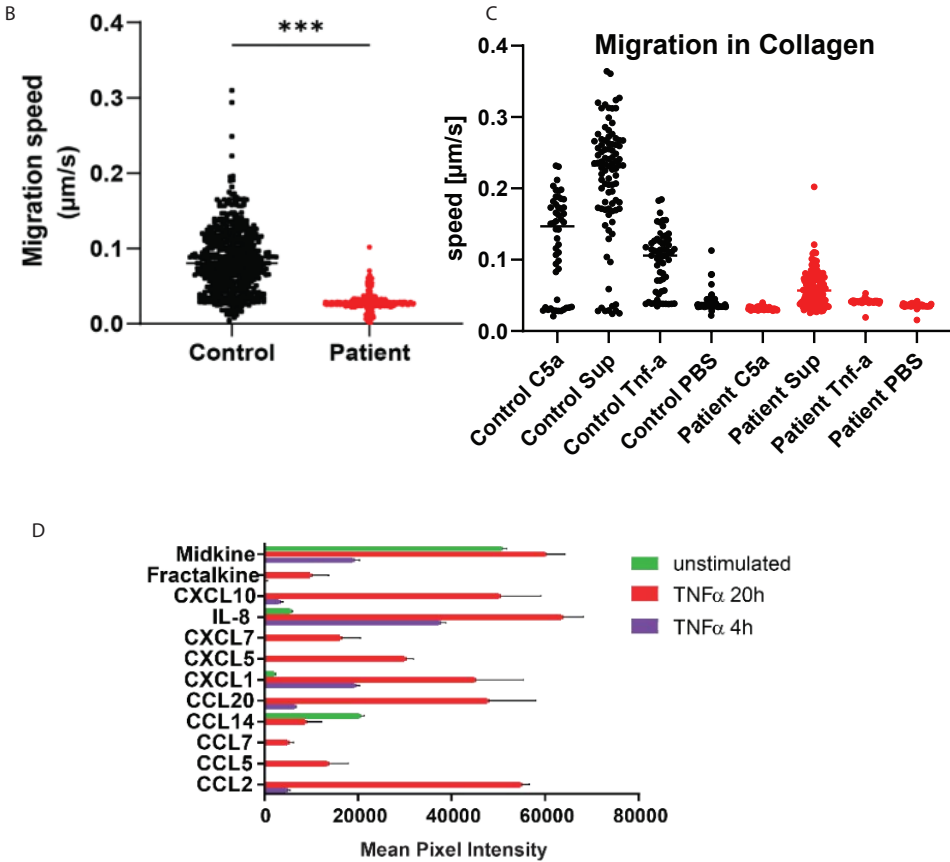 B
Migration speed
(μm/s)
0.4
0.3
0.2
0.1
0.0
***
Control
Patient
C
Migration in Collagen
speed [μm/s]
0.4
0.3
0.2
0.1
0.0
Control C5a
Control Sup
Control Tnf-a
Control PBS
Patient C5a
Patient Sup
Patient Tnf-a
Patient PBS
D
Midkine
Fractalkine
CXCL10
IL-8
CXCL7
CXCL5
CXCL1
CCL20
CCL14
CCL7
CCL5
CCL2
0
20000
40000
60000
80000
Mean Pixel Intensity
unstimulated
TNFα 20h
TNFα 4h